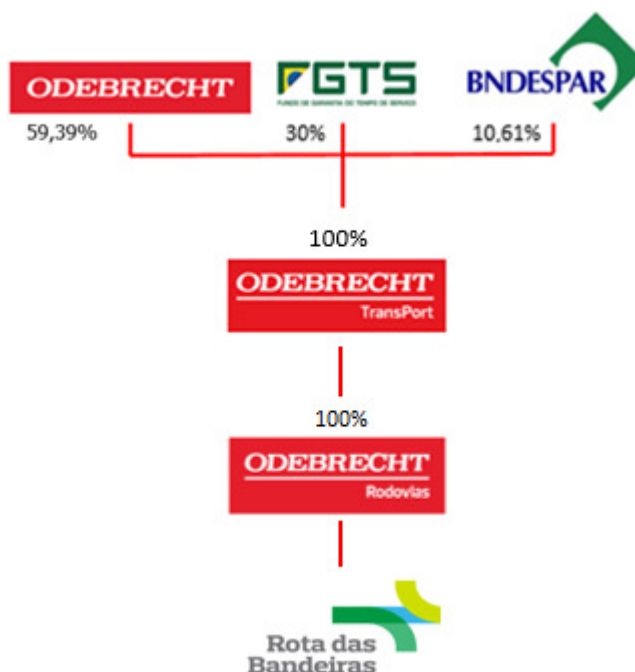 ODEBRECHT
FGTS
FUNDO DE GARANTIA DO TEMPO DE SERVIÇO
BNDESPAR
59,39%
30%
10,61%
100%
ODEBRECHT
TransPort
100%
ODEBRECHT
Rodovias
Rota das
Bandeiras